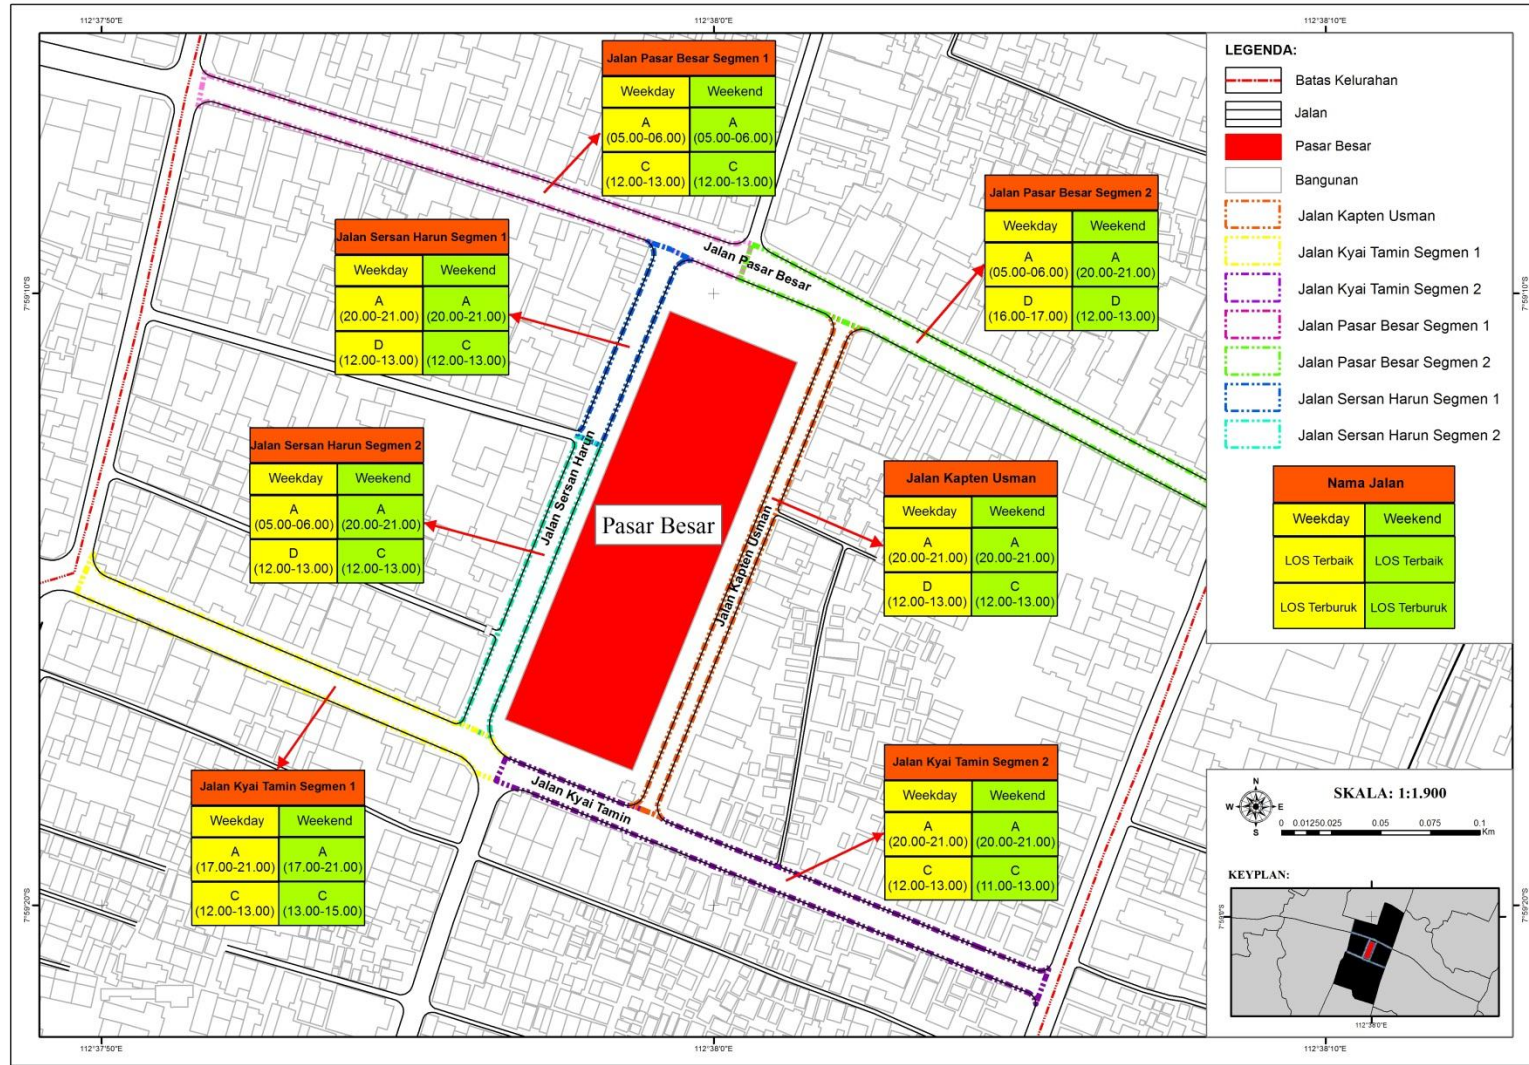 112°37'50"E
112°38'0"E
112°38'10"E
7°59'10"S
7°59'10"S
7°59'20"S
7°59'20"S
Jalan Pasar Besar Segmen 1
Weekday Weekend
A A
(05.00-06.00) (05.00-06.00)
C C
(12.00-13.00) (12.00-13.00)
Jalan Pasar Besar Segmen 2
Weekday Weekend
A A
(05.00-06.00) (20.00-21.00)
D D
(16.00-17.00) (12.00-13.00)
Jalan Sersan Harun Segmen 1
Weekday Weekend
A A
(20.00-21.00) (20.00-21.00)
D C
(12.00-13.00) (12.00-13.00)
Jalan Pasar Besar
Jalan Sersan Harun Segmen 2
Weekday Weekend
A A
(05.00-06.00) (20.00-21.00)
D C
(12.00-13.00) (12.00-13.00)
Jalan Sersan Harun
Pasar Besar
Jalan Kapten Usman
Jalan Kapten Usman
Weekday Weekend
A A
(20.00-21.00) (20.00-21.00)
D C
(12.00-13.00) (12.00-13.00)
Jalan Kyai Tamin Segmen 1
Weekday Weekend
A A
(17.00-21.00) (17.00-21.00)
C C
(12.00-13.00) (13.00-15.00)
Jalan Kyai Tamin
Jalan Kyai Tamin Segmen 2
Weekday Weekend
A A
(20.00-21.00) (20.00-21.00)
C C
(12.00-13.00) (11.00-13.00)
LEGENDA:
Batas Kelurahan
Jalan
Pasar Besar
Bangunan
Jalan Kapten Usman
Jalan Kyai Tamin Segmen 1
Jalan Kyai Tamin Segmen 2
Jalan Pasar Besar Segmen 1
Jalan Pasar Besar Segmen 2
Jalan Sersan Harun Segmen 1
Jalan Sersan Harun Segmen 2
Nama Jalan
Weekday Weekend
LOS Terbaik LOS Terbaik
LOS Terburuk LOS Terburuk
N
W E
S
SKALA: 1:1.900
0 0.01250.025 0.05 0.075 0.1
Km
KEYPLAN:
112°38'0"E
112°37'50"E
112°38'0"E
112°38'10"E